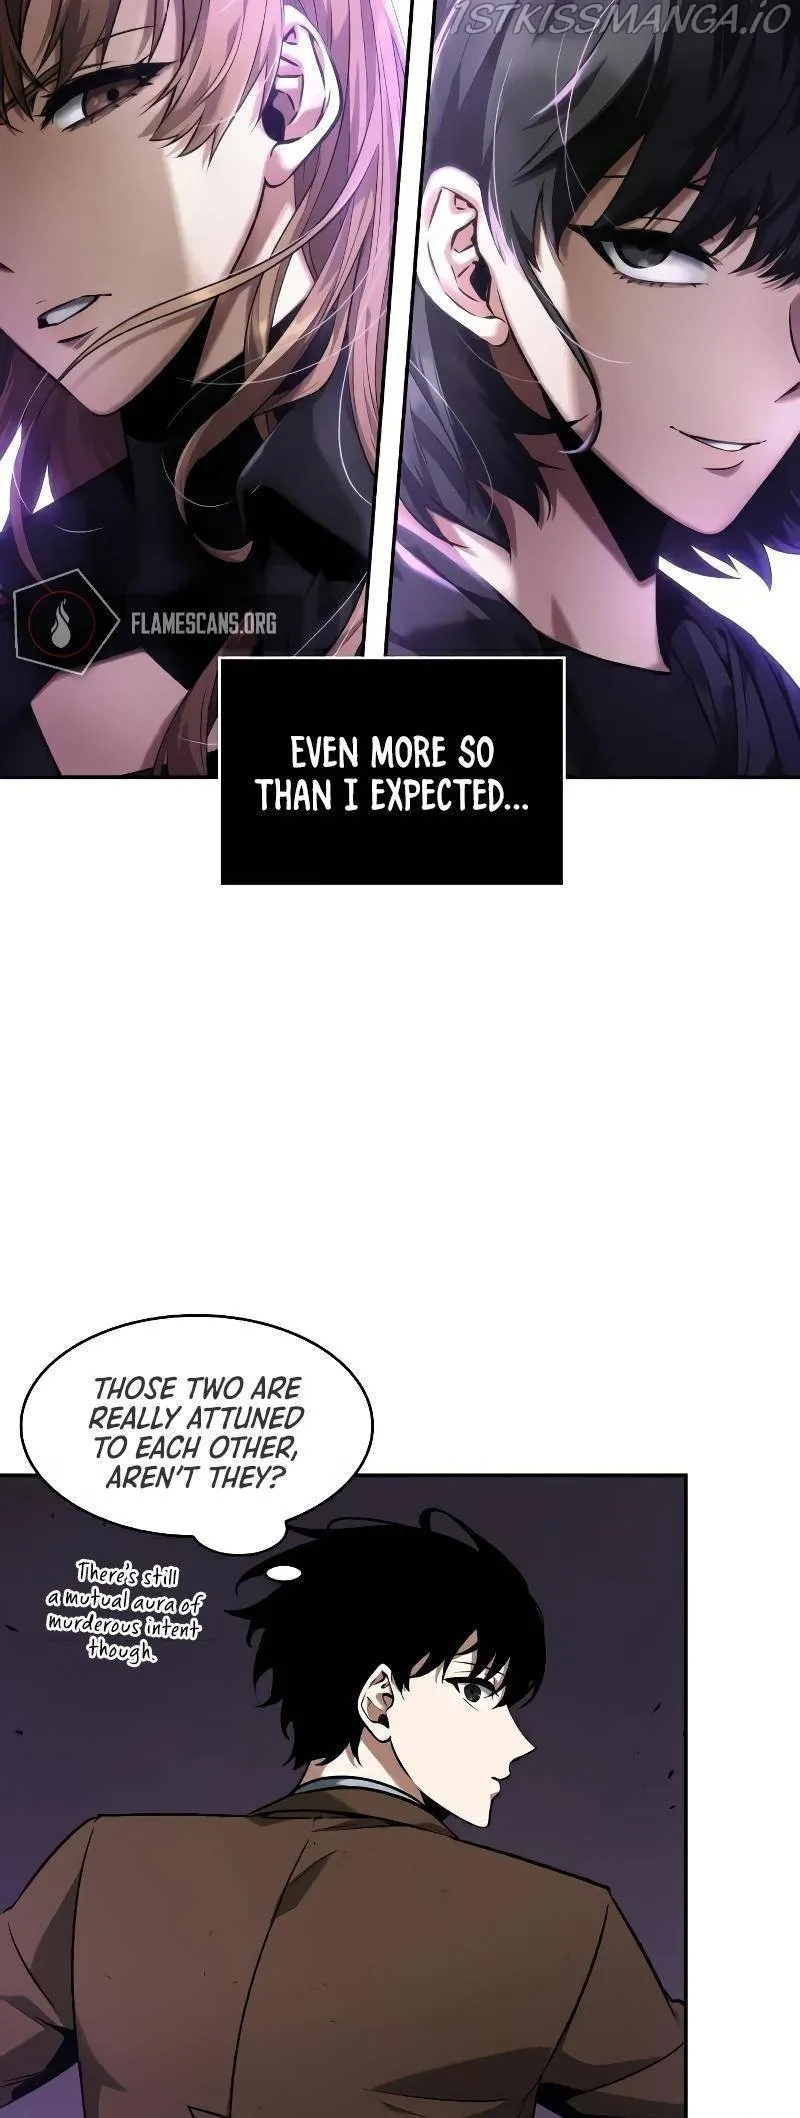 1STKISSMANGA.IO
FLAMESCANS.ORG
EVEN MORE SO
THAN I EXPECTED...
THOSE TWO ARE
REALLY ATTUNED
TO EACH OTHER,
AREN'T THEY?
There's still
a mutual aura of
murderous intent
though.